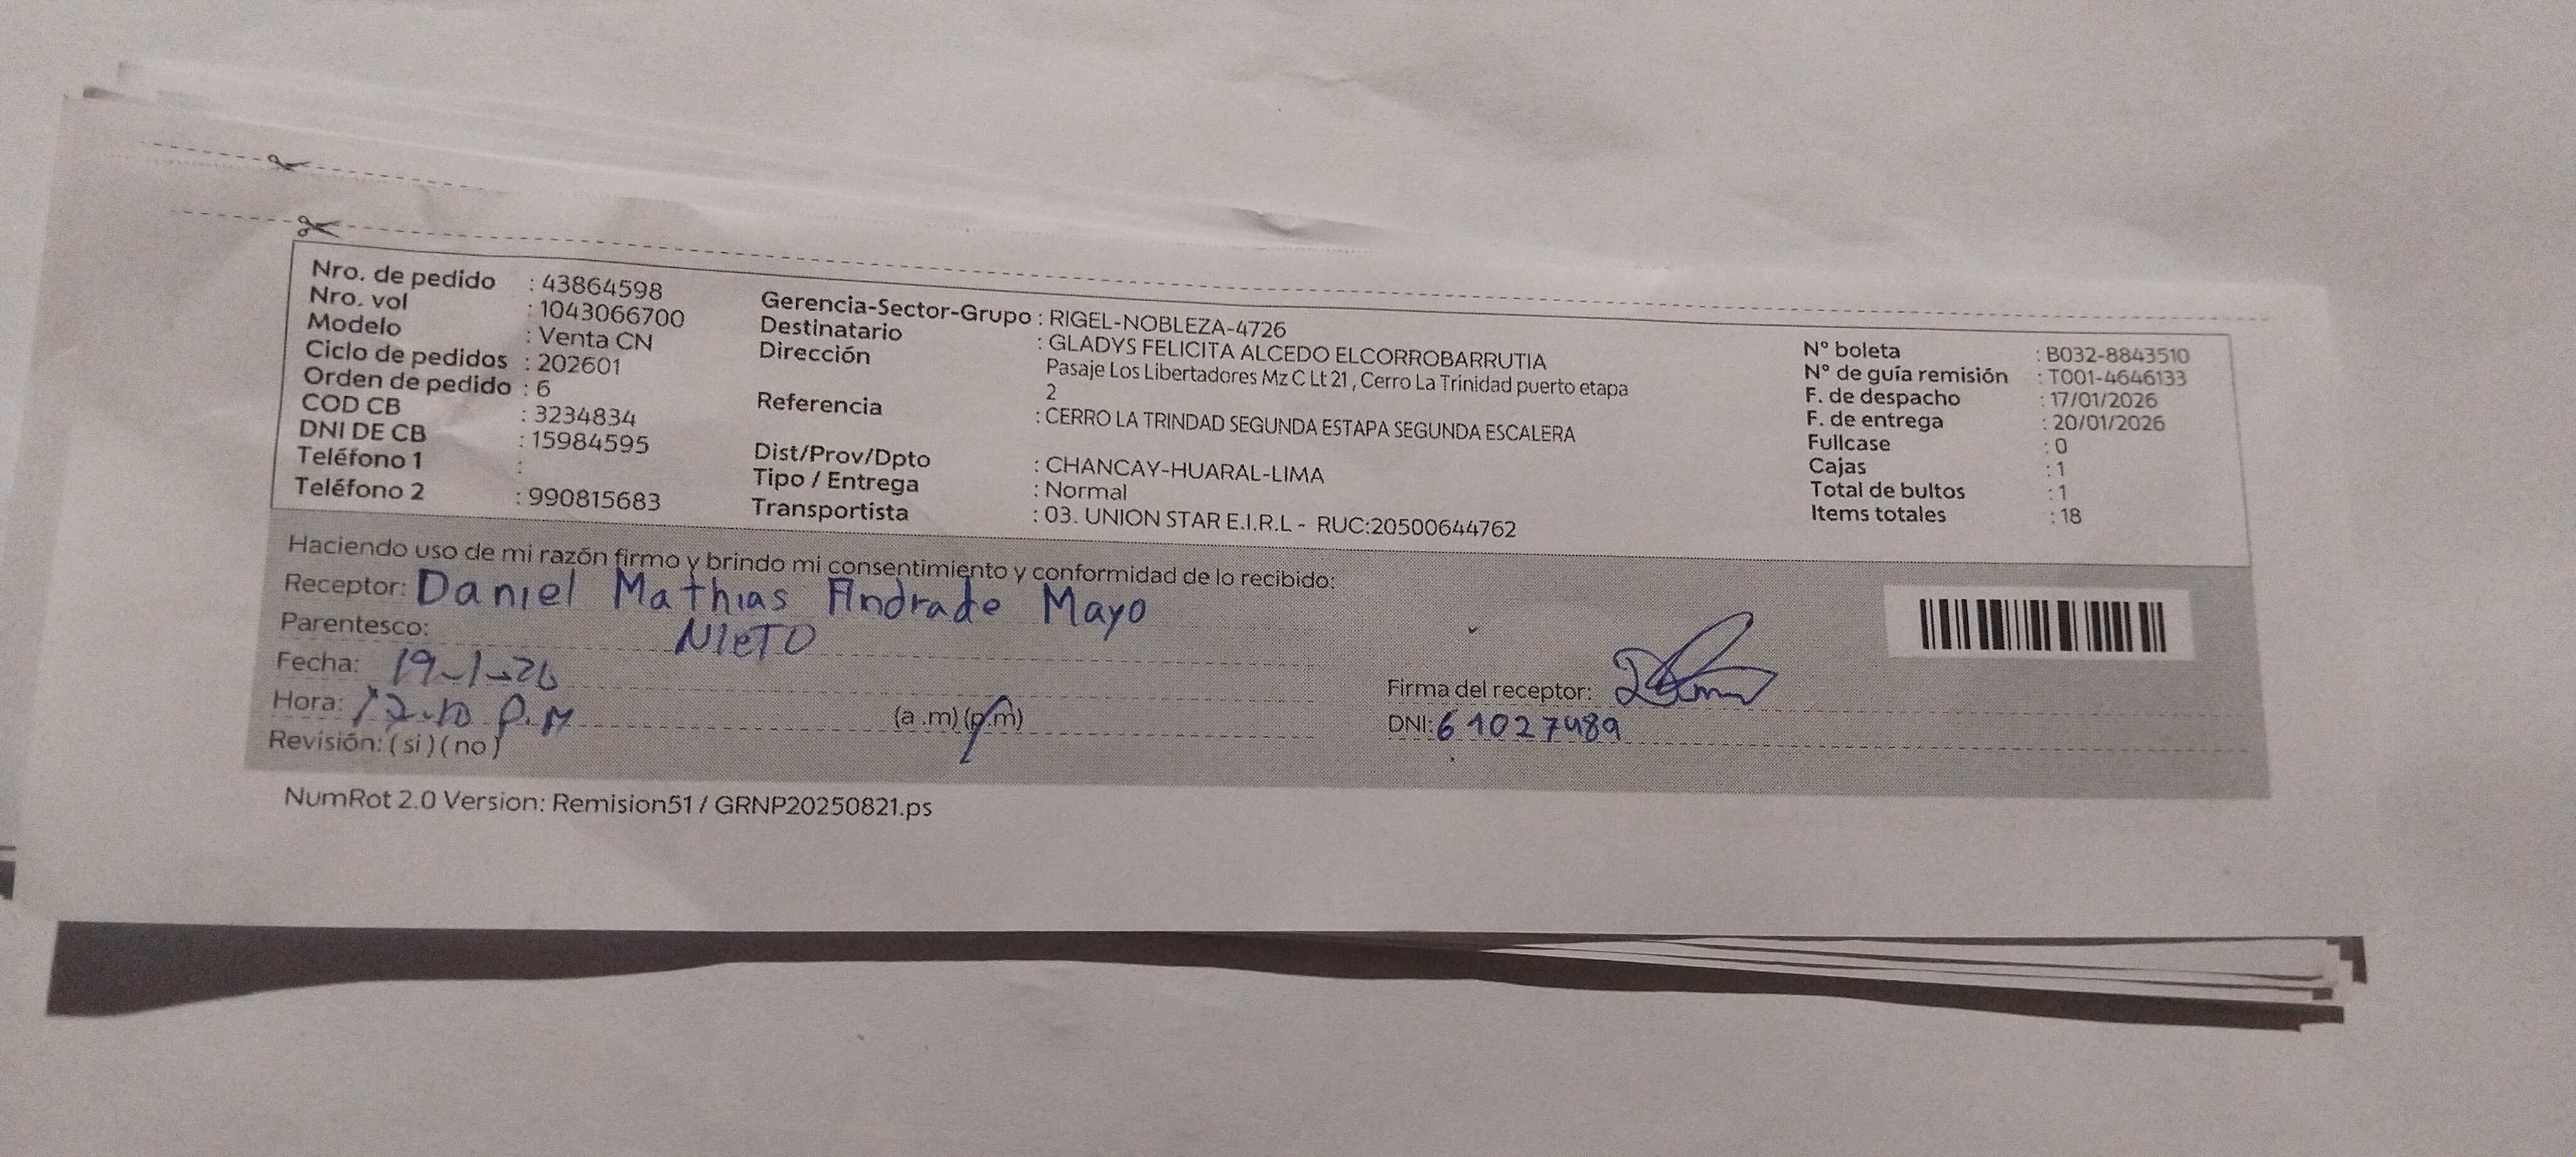 Nro. de pedido : 43864598
Nro. vol : 1043066700
Modelo : Venta CN
Ciclo de pedidos : 202601
Orden de pedido : 6
COD CB : 3234834
DNI DE CB : 15984595
Teléfono 1 :
Teléfono 2 : 990815683
Gerencia-Sector-Grupo : RIGEL-NOBLEZA-4726
Destinatario : GLADYS FELICITA ALCEDO ELCORROBARRUTIA
Dirección Pasaje Los Libertadores Mz C Lt 21 , Cerro La Trinidad puerto etapa
2
Referencia : CERRO LA TRINDAD SEGUNDA ESTAPA SEGUNDA ESCALERA
Dist/Prov/Dpto : CHANCAY-HUARAL-LIMA
Tipo / Entrega : Normal
Transportista : 03. UNION STAR E.I.R.L - RUC:20500644762
N° boleta : B032-8843510
N° de guía remisión : T001-4646133
F. de despacho : 17/01/2026
F. de entrega : 20/01/2026
Fullcase : 0
Cajas : 1
Total de bultos : 1
Items totales : 18
Haciendo uso de mi razón firmo y brindo mi consentimiento y conformidad de lo recibido:
Receptor: Daniel Mathias Andrade Mayo
Parentesco: NIETO
Fecha: 19-1-26
Hora: P.M (a .m) (p.m)
Revisión: ( si ) ( no )
Firma del receptor:
DNI: 61027489
NumRot 2.0 Version: Remision51 / GRNP20250821.ps